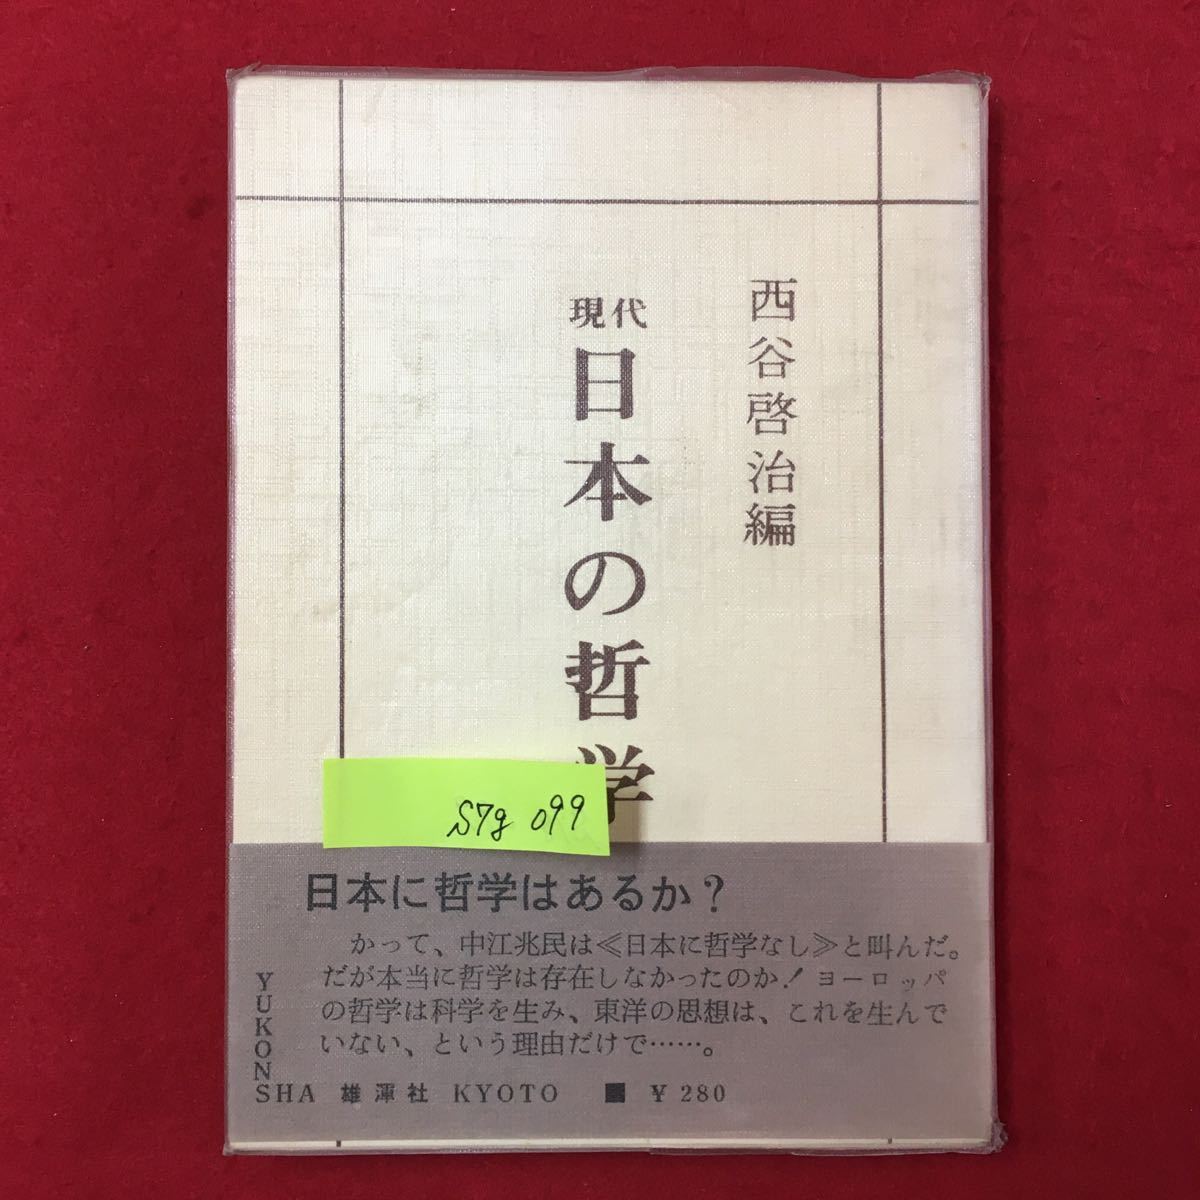 西谷啓治編
現代
日本の哲学
S7g 099
日本に哲学はあるか?
かって、中江兆民は≪日本に哲学なし≫と叫んだ。
だが本当に哲学は存在しなかったのか!ヨーロッパ
の哲学は科学を生み、東洋の思想は、これを生んで
いない、という理由だけで……。
YUKONSHA 雄渾社 KYOTO ■ ¥280